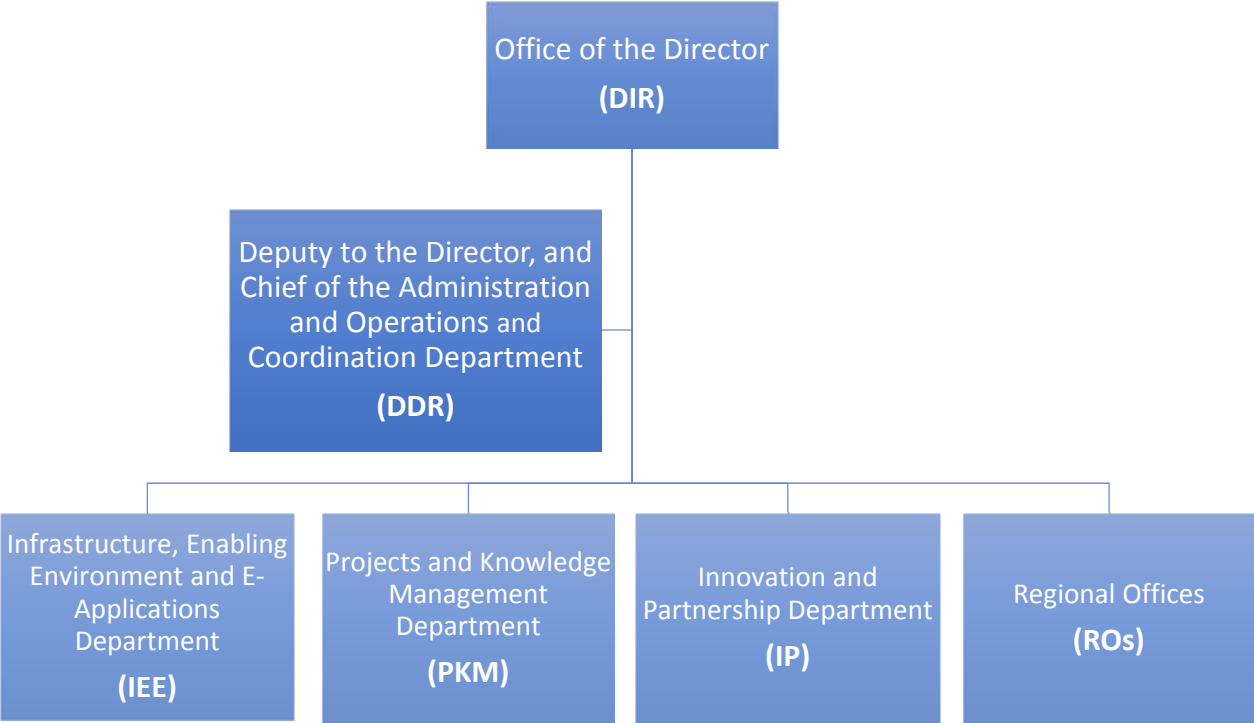 Office of the Director
(DIR)
Deputy to the Director, and
Chief of the Administration
and Operations and
Coordination Department
(DDR)
Infrastructure, Enabling
Environment and E-
Applications
Department
(IEE)
Projects and Knowledge
Management
Department
(PKM)
Innovation and
Partnership Department
(IP)
Regional Offices
(ROs)